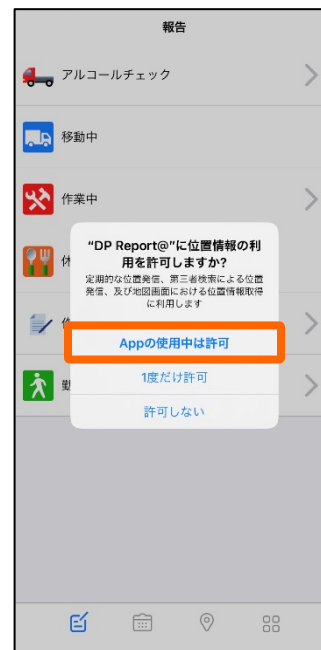 報告
アルコールチェック
移動中
作業中
“DP Report@”に位置情報の利
用を許可しますか?
定期的な位置発信、第三者検索による位置
発信、及び地図画面における位置情報取得
に利用します
休
Appの使用中は許可
1度だけ許可
許可しない